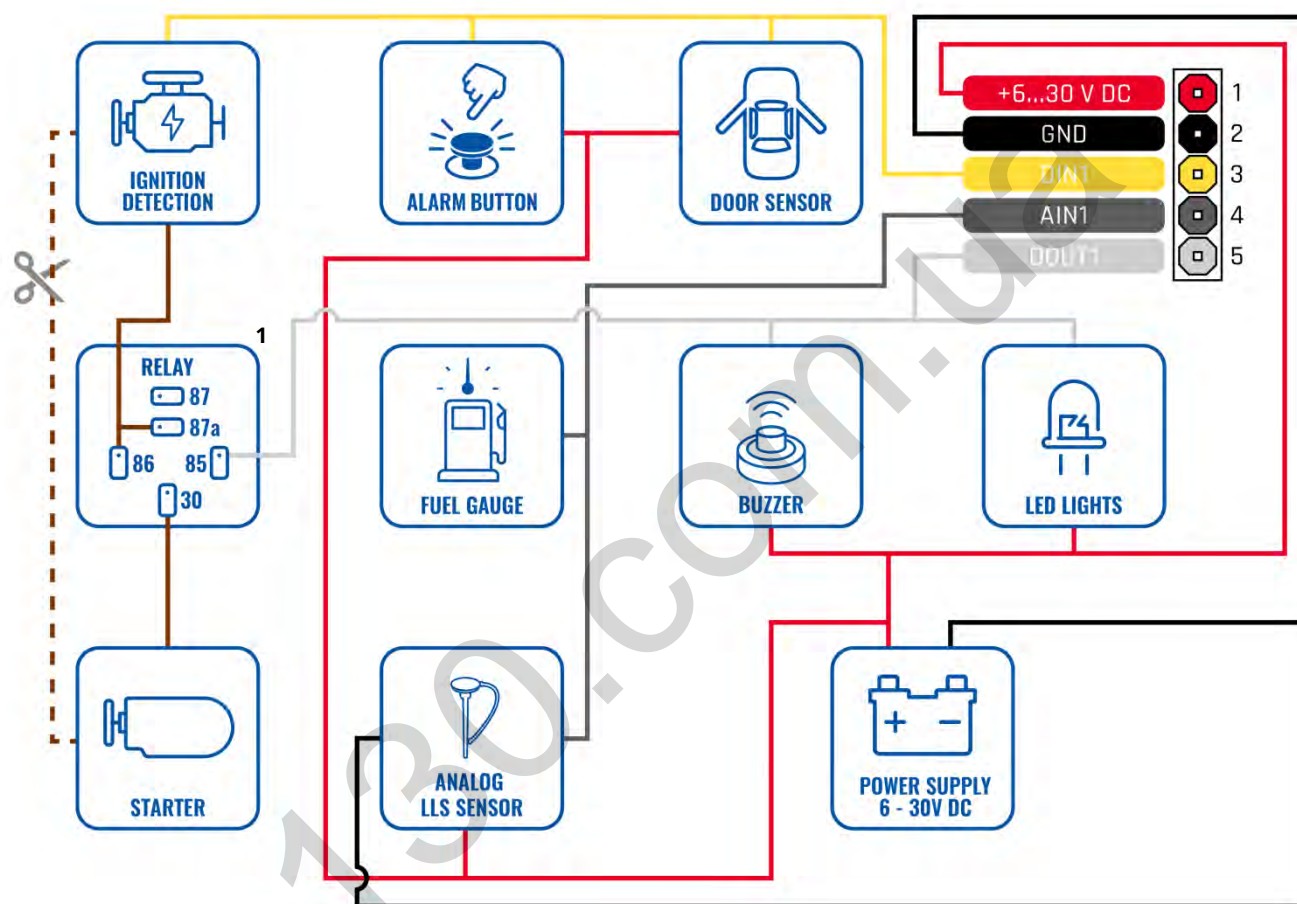 IGNITION
DETECTION
ALARM BUTTON
DOOR SENSOR
+6...30 V DC
1
GND
2
DIN1
3
AIN1
4
DOUT1
5
1
RELAY
87
87a
86
85
30
FUEL GAUGE
BUZZER
LED LIGHTS
STARTER
ANALOG
LLS SENSOR
+ −
POWER SUPPLY
6 - 30V DC
130.com.ua